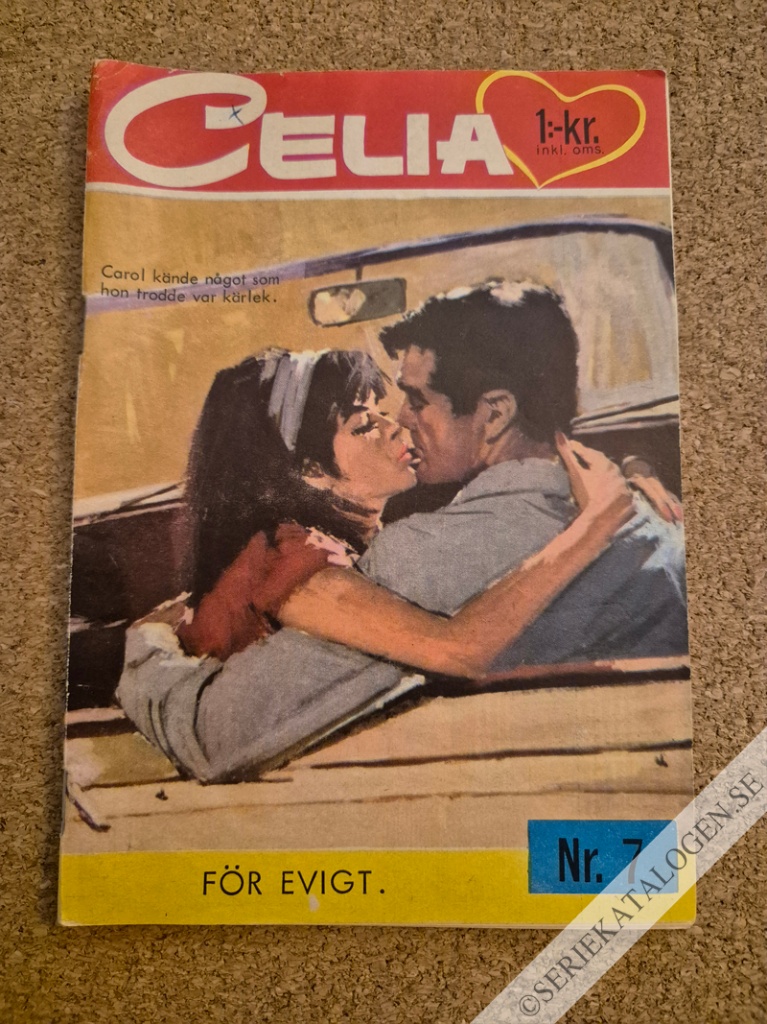 CELIA
1:-kr.
inkl. oms.
Carol kände något som
hon trodde var kärlek.
Nr. 7
FÖR EVIGT.
©SERIEKATALOGEN.SE